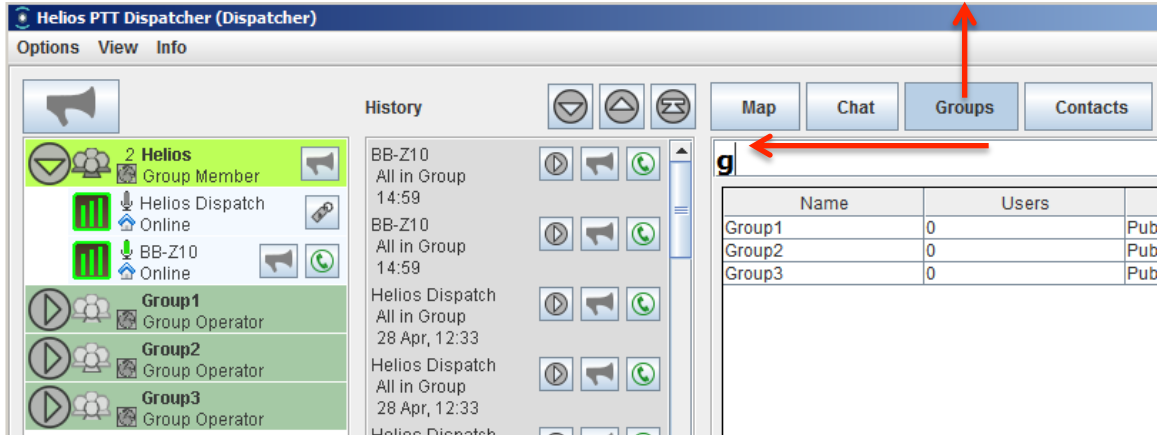 Helios PTT Dispatcher (Dispatcher)
Options View Info
History
Map Chat Groups Contacts
2 Helios
Group Member
Helios Dispatch
Online
BB-Z10
Online
Group1
Group Operator
Group2
Group Operator
Group3
Group Operator
BB-Z10
All in Group
14:59
BB-Z10
All in Group
14:59
Helios Dispatch
All in Group
28 Apr, 12:33
Helios Dispatch
All in Group
28 Apr, 12:33
Helios Dispatch
g
Name Users
Group1 0 Pub
Group2 0 Pub
Group3 0 Pub